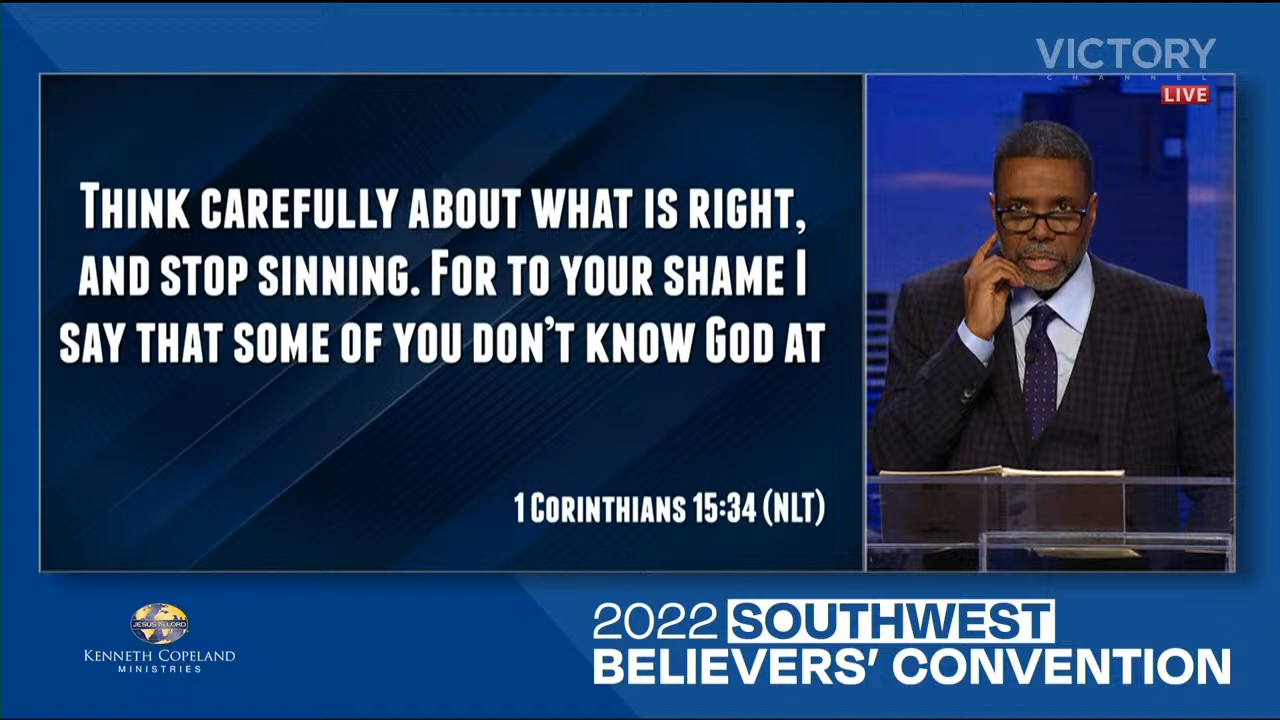 VICTORY
CHANNEL
LIVE
THINK CAREFULLY ABOUT WHAT IS RIGHT,
AND STOP SINNING. FOR TO YOUR SHAME I
SAY THAT SOME OF YOU DON'T KNOW GOD AT
1 CORINTHIANS 15:34 (NLT)
JESUS IS LORD
KENNETH COPELAND
MINISTRIES
2022 SOUTHWEST
BELIEVERS' CONVENTION